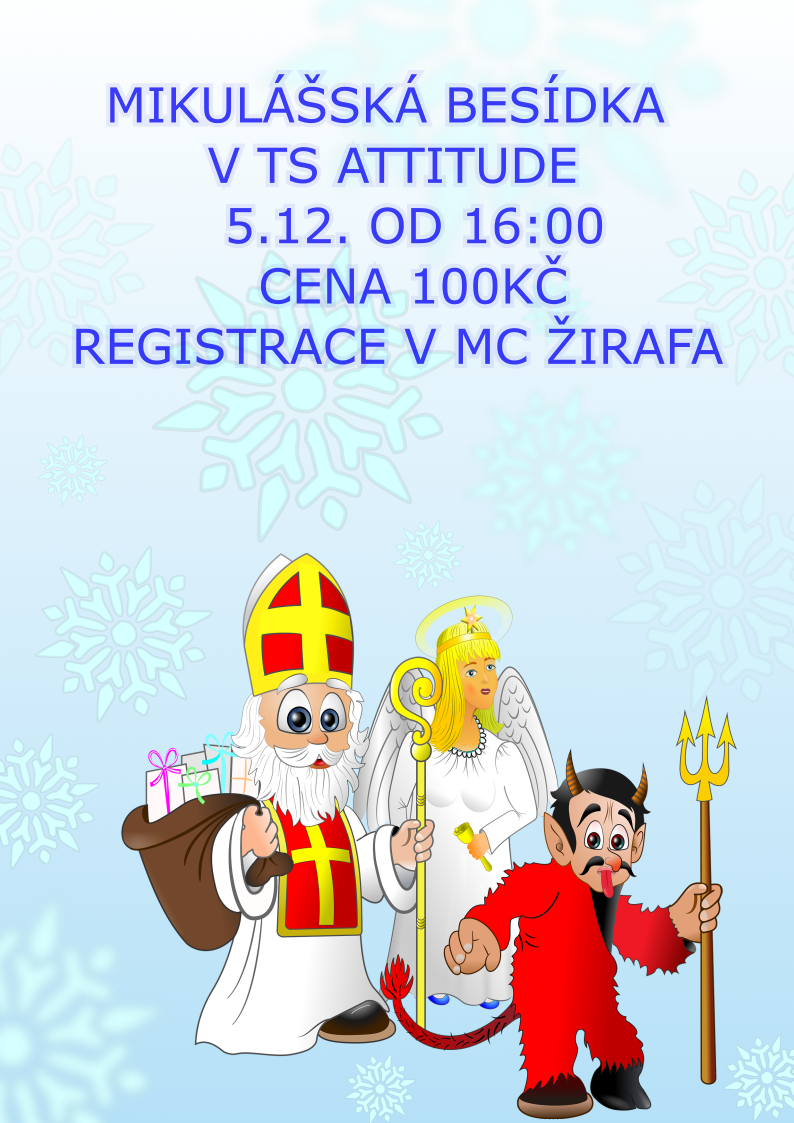 MIKULÁŠSKÁ BESÍDKA
V TS ATTITUDE
5.12. OD 16:00
CENA 100KČ
REGISTRACE V MC ŽIRAFA